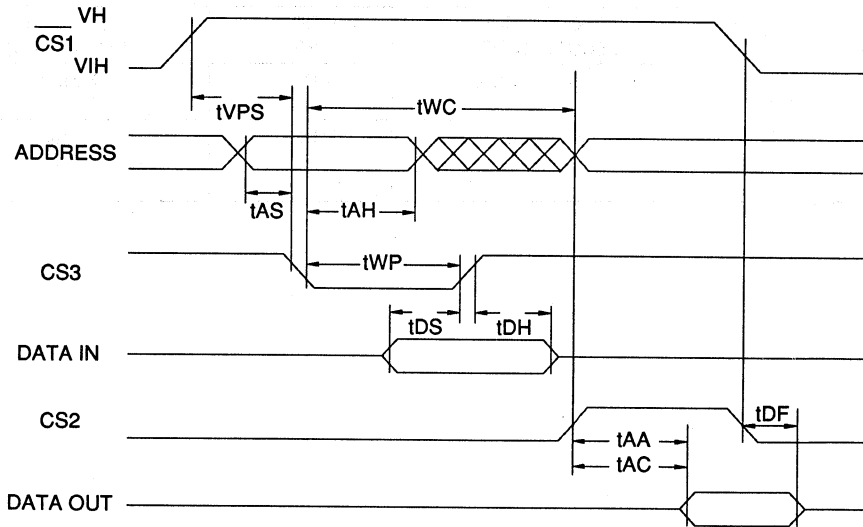 VH
CS1
VIH
tVPS
tWC
ADDRESS
tAS
tAH
CS3
tWP
tDS
tDH
DATA IN
CS2
tDF
tAA
tAC
DATA OUT